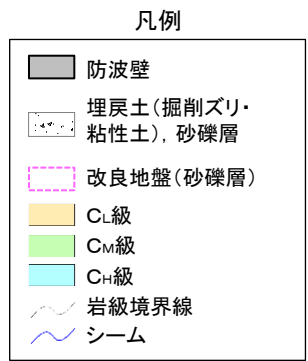 凡例
防波壁
埋戻土(掘削ズリ・
粘性土),砂礫層
改良地盤(砂礫層)
CL級
CM級
CH級
岩級境界線
シーム